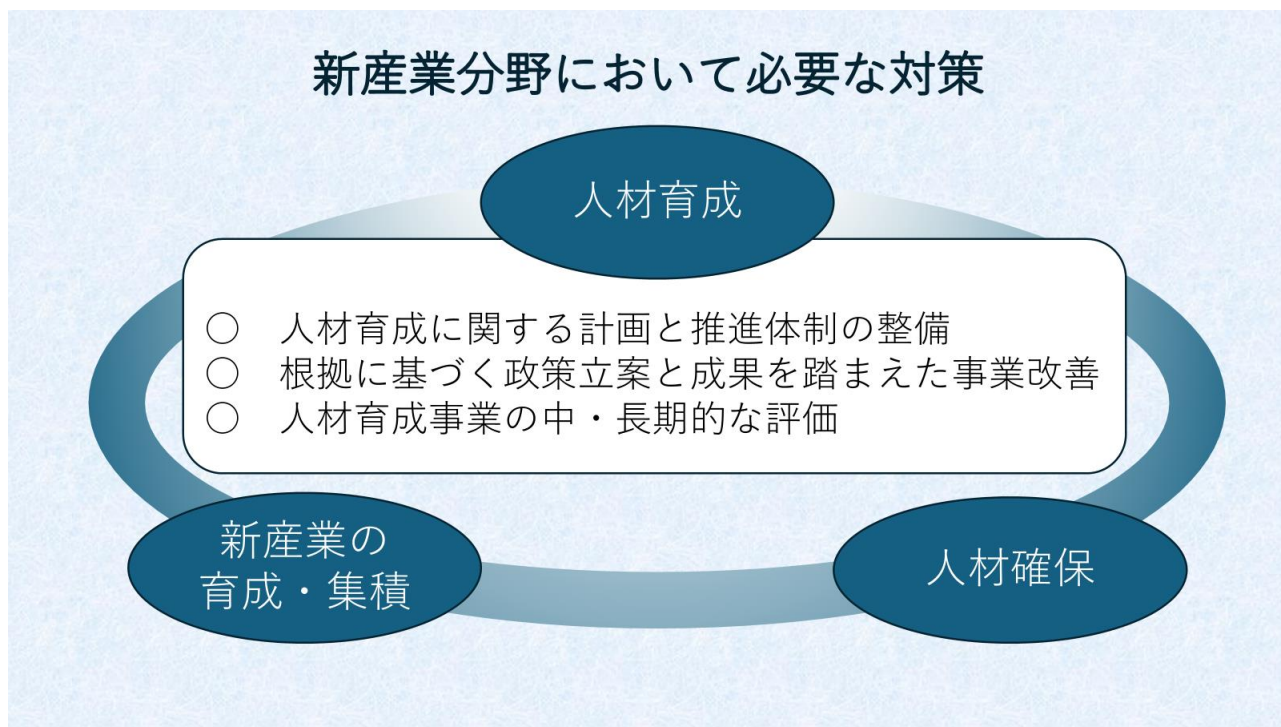 新産業分野において必要な対策
人材育成
○　人材育成に関する計画と推進体制の整備
○　根拠に基づく政策立案と成果を踏まえた事業改善
○　人材育成事業の中・長期的な評価
新産業の
育成・集積
人材確保